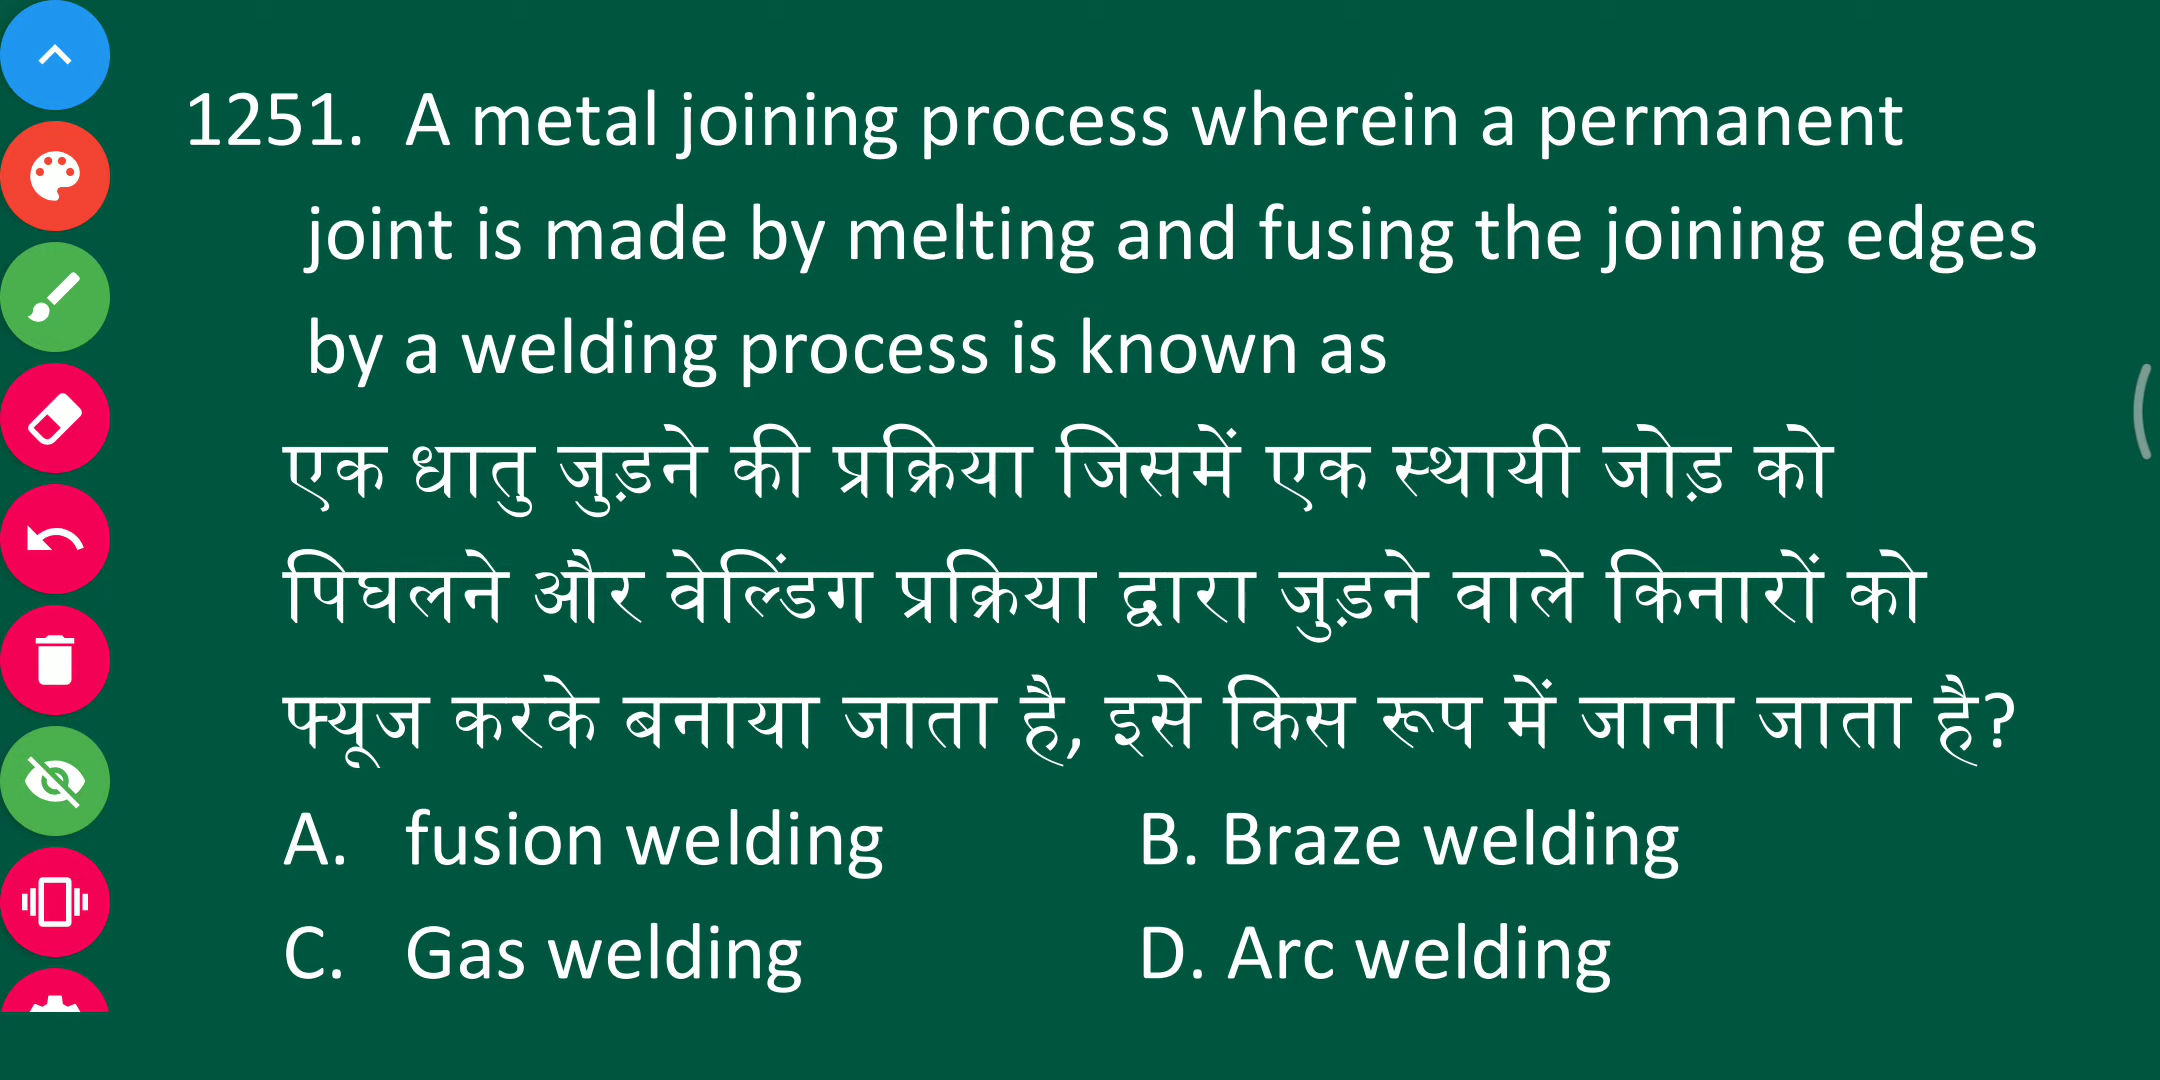 1251. A metal joining process wherein a permanent
joint is made by melting and fusing the joining edges
by a welding process is known as
एक धातु जुड़ने की प्रक्रिया जिसमें एक स्थायी जोड़ को
पिघलने और वेल्डिंग प्रक्रिया द्वारा जुड़ने वाले किनारों को
फ्यूज करके बनाया जाता है, इसे किस रूप में जाना जाता है?
A. fusion welding B. Braze welding
C. Gas welding D. Arc welding